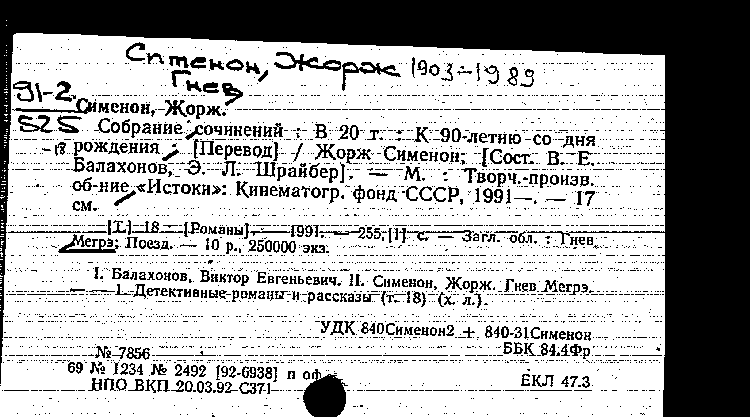 Сименон, Жорж 1903-1989
Гнев
91-2
525
Сименон, Жорж.
Собрание сочинений : В 20 т. : К 90-летию со дня
рождения : [Перевод] / Жорж Сименон; [Сост. В. Е.
Балахонов, Э. Л. Шрайбер]. — М. : Творч.-произв.
об-ние «Истоки»: Кинематогр. фонд СССР, 1991—. — 17
см.
[Т.] 18 : [Романы]. — 1991. — 255,[1] с. — Загл. обл. : Гнев
Мегрэ; Поезд. — 10 р., 250000 экз.
I. Балахонов, Виктор Евгеньевич. II. Сименон, Жорж. Гнев Мегрэ.
— — 1. Детективные романы и рассказы (т. 18) (х. л.).
УДК 840Сименон2 + 840-31Сименон
ББК 84.4Фр
№ 7856
69 № 1234 № 2492 [92-6938] п оф
НПО ВКП 20.03.92 С371
ЕКЛ 47.3